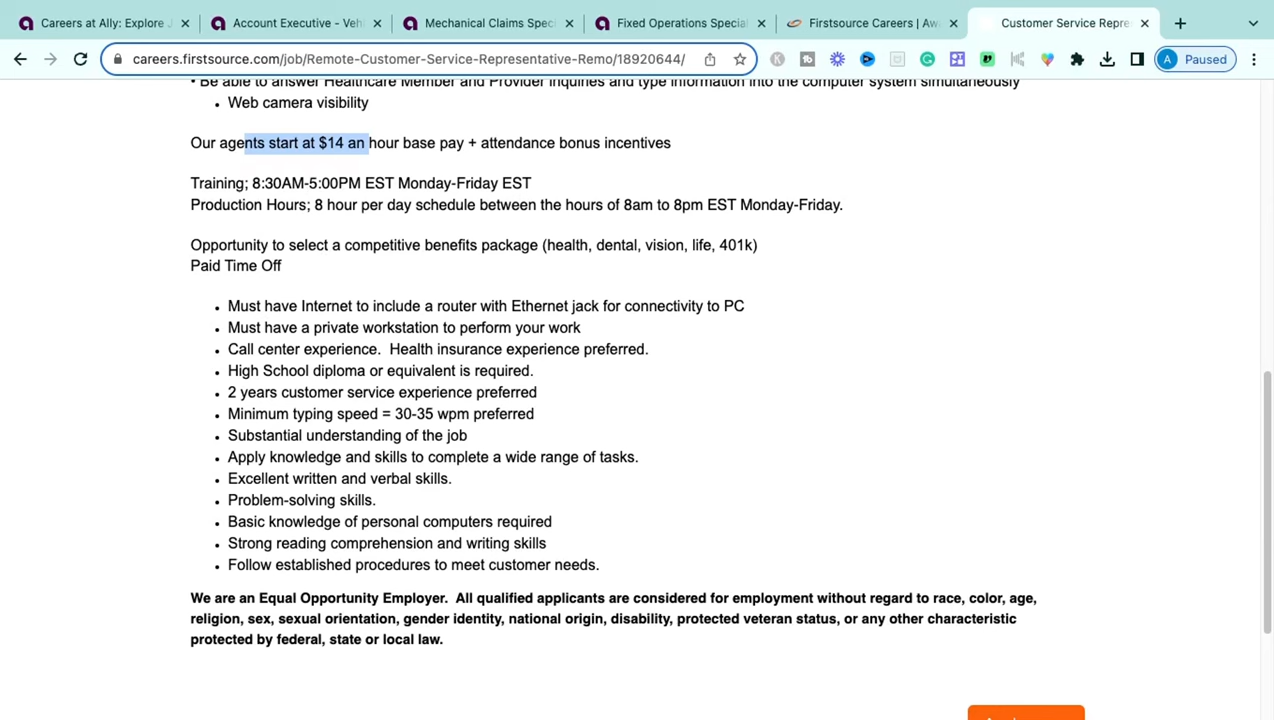 Careers at Ally: Explore
Account Executive - Veh
Mechanical Claims Spec
Fixed Operations Special
Firstsource Careers | Aw
Customer Service Repre
careers.firstsource.com/job/Remote-Customer-Service-Representative-Remo/18920644/
A Paused
• Be able to answer Healthcare Member and Provider inquiries and type information into the computer system simultaneously
• Web camera visibility
Our agents start at $14 an hour base pay + attendance bonus incentives
Training; 8:30AM-5:00PM EST Monday-Friday EST
Production Hours; 8 hour per day schedule between the hours of 8am to 8pm EST Monday-Friday.
Opportunity to select a competitive benefits package (health, dental, vision, life, 401k)
Paid Time Off
• Must have Internet to include a router with Ethernet jack for connectivity to PC
• Must have a private workstation to perform your work
• Call center experience.  Health insurance experience preferred.
• High School diploma or equivalent is required.
• 2 years customer service experience preferred
• Minimum typing speed = 30-35 wpm preferred
• Substantial understanding of the job
• Apply knowledge and skills to complete a wide range of tasks.
• Excellent written and verbal skills.
• Problem-solving skills.
• Basic knowledge of personal computers required
• Strong reading comprehension and writing skills
• Follow established procedures to meet customer needs.
We are an Equal Opportunity Employer.  All qualified applicants are considered for employment without regard to race, color, age,
religion, sex, sexual orientation, gender identity, national origin, disability, protected veteran status, or any other characteristic
protected by federal, state or local law.